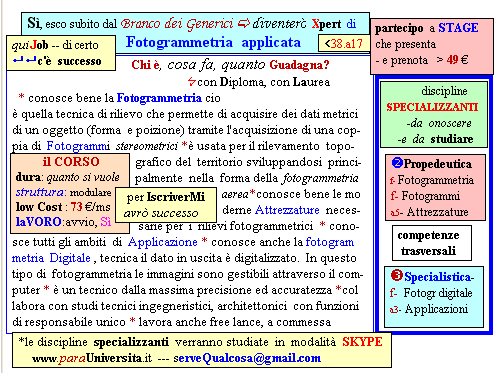 Sì, esco subito dal Branco dei Generici ⇨ diventerò Xpert di
Fotogrammetria applicata
<38.a17
qui Job -- di certo
↵ ↵ c'è successo
partecipo a STAGE
che presenta
- e prenota > 49 €
Chi è, cosa fa, quanto Guadagna?
con Diploma, con Laurea
* conosce bene la Fotogrammetria cio
è quella tecnica di rilievo che permette di acquisire dei dati metrici
di un oggetto (forma e poizione) tramite l'acquisizione di una cop-
pia di Fotogrammi stereometrici *è usata per il rilevamento topo-
grafico del territorio sviluppandosi princi-
palmente nella forma della fotogrammetria
aerea*conosce bene le mo
derne Attrezzature neces-
sarie per i rilievi fotogrammetrici * cono-
sce tutti gli ambiti di Applicazione * conosce anche la fotogram
metria Digitale , tecnica il dato in uscita è digitalizzato. In questo
tipo di fotogrammetria le immagini sono gestibili attraverso il com-
puter * è un tecnico dalla massima precisione ed accuratezza *col
labora con studi tecnici ingegneristici, architettonici con funzioni
di responsabile unico * lavora anche free lance, a commessa
il CORSO
dura: quanto si vuole
struttura: modulare
low Cost : 73 €/ms
laVORO:avvio, Sì
per IscriverMi
avrò successo
discipline
SPECIALIZZANTI
-da onoscere
-e da studiare
❷Propedeutica
f- Fotogrammetria
f- Fotogrammi
a5- Attrezzature
competenze
trasversali
❸Specialistica-
f- Fotogr digitale
a3- Applicazioni
*le discipline specializzanti verranno studiate in modalità SKYPE
www.paraUniversita.it --- serveQualcosa@gmail.com